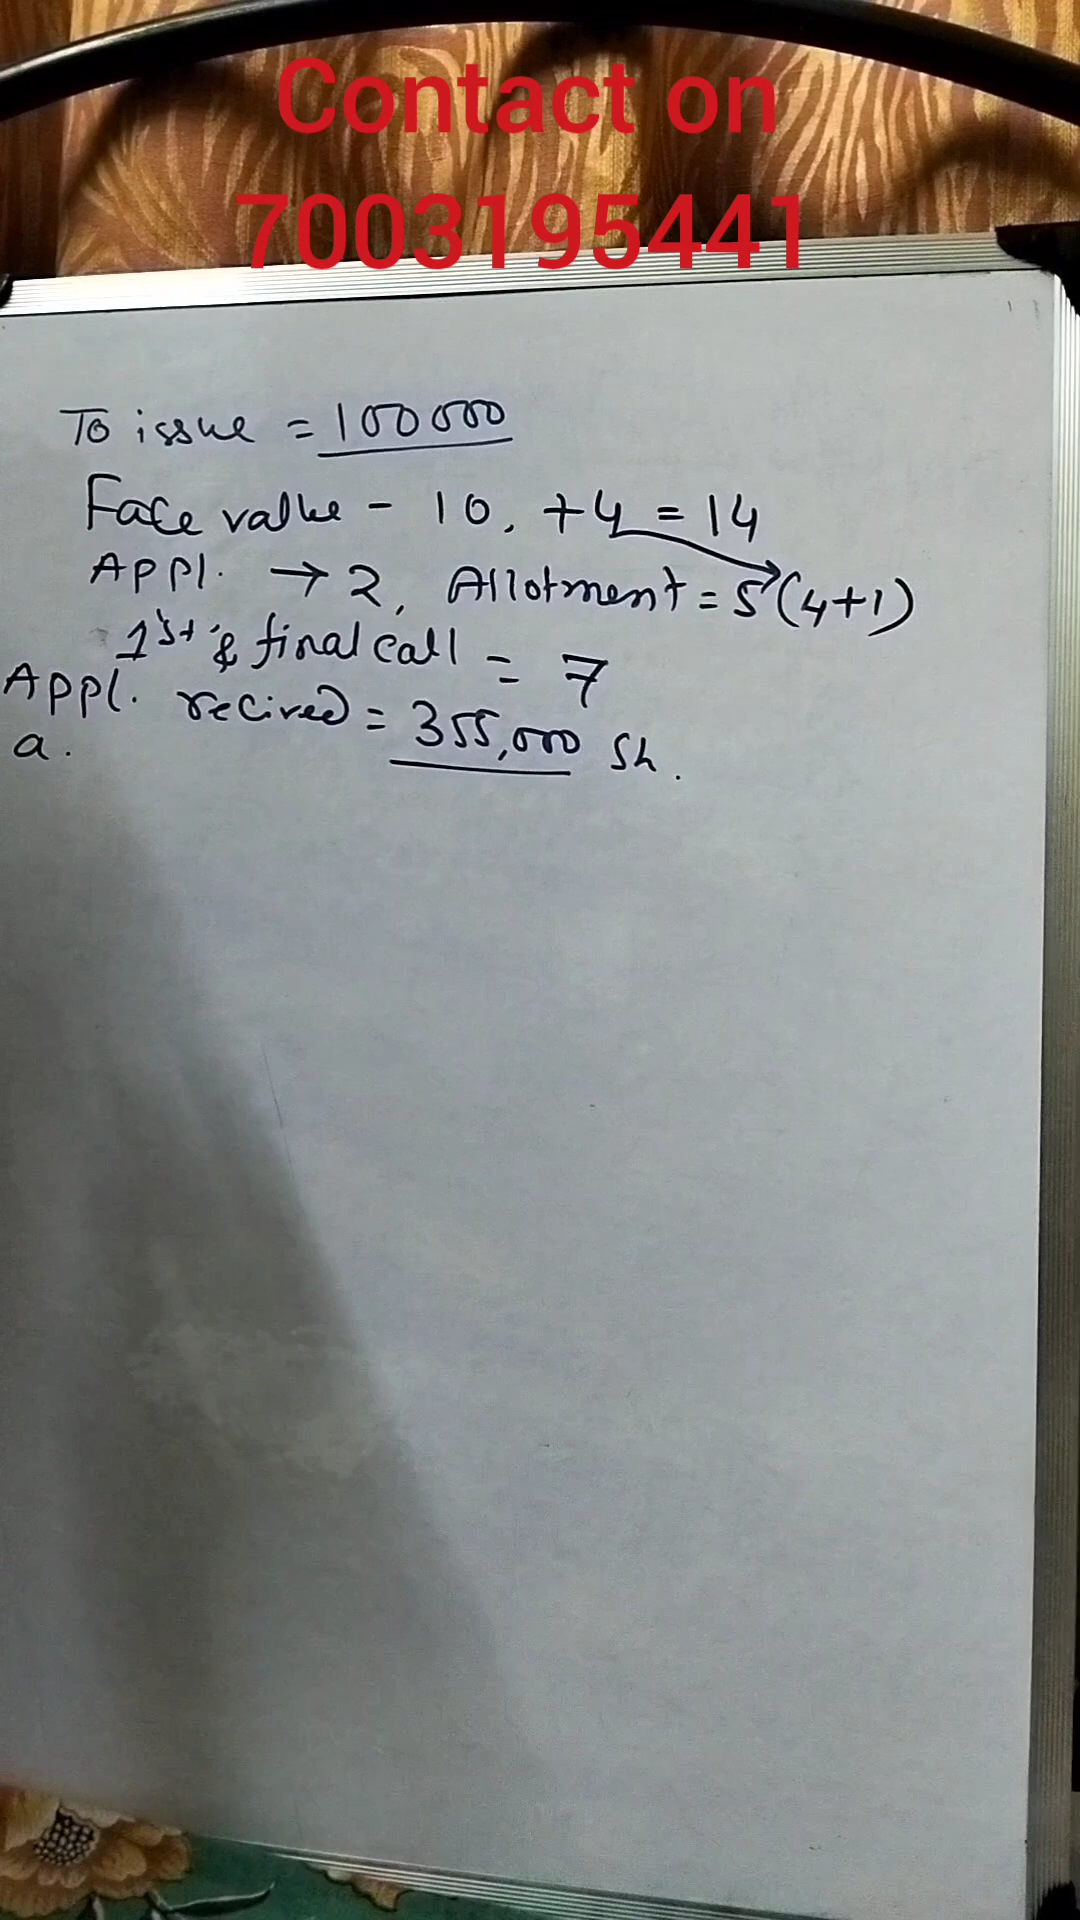 Contact on
7003195441
To issue = 100000
Face value - 10, +4 = 14
Appl. → 2, Allotment = 5 (4+1)
1st & final call = 7
Appl. recived = 355,000 Sh.
a.